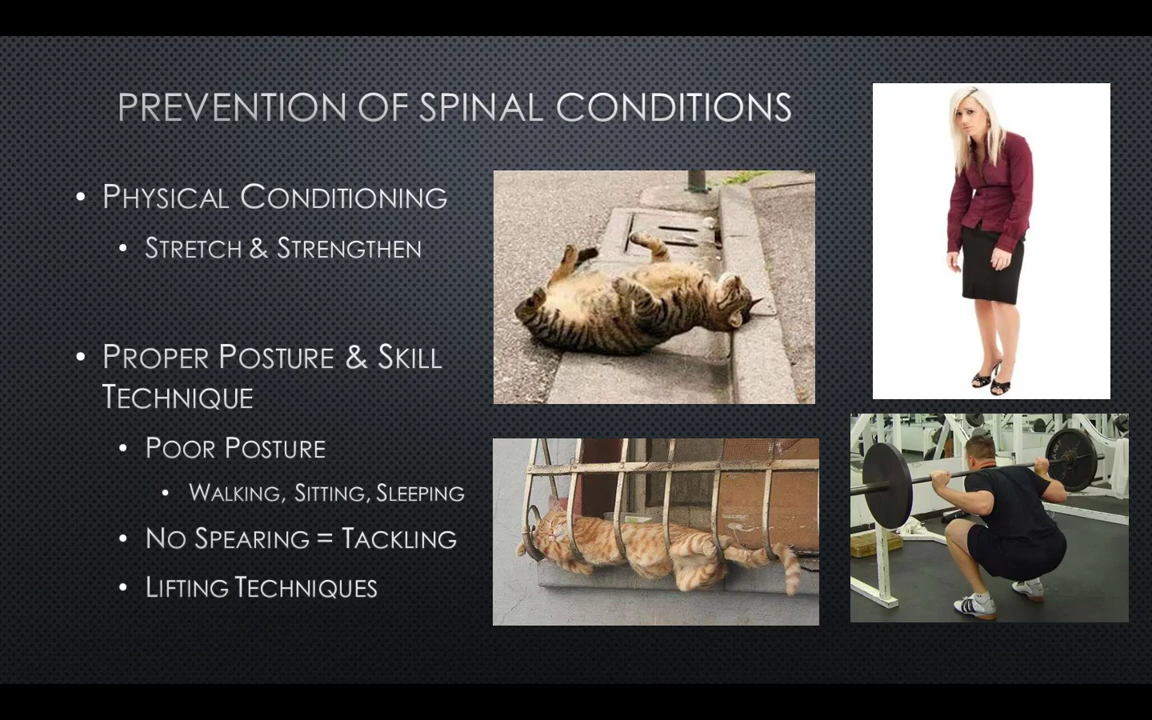 PREVENTION OF SPINAL CONDITIONS
• PHYSICAL CONDITIONING
• STRETCH & STRENGTHEN
• PROPER POSTURE & SKILL
TECHNIQUE
• POOR POSTURE
• WALKING, SITTING, SLEEPING
• NO SPEARING = TACKLING
• LIFTING TECHNIQUES